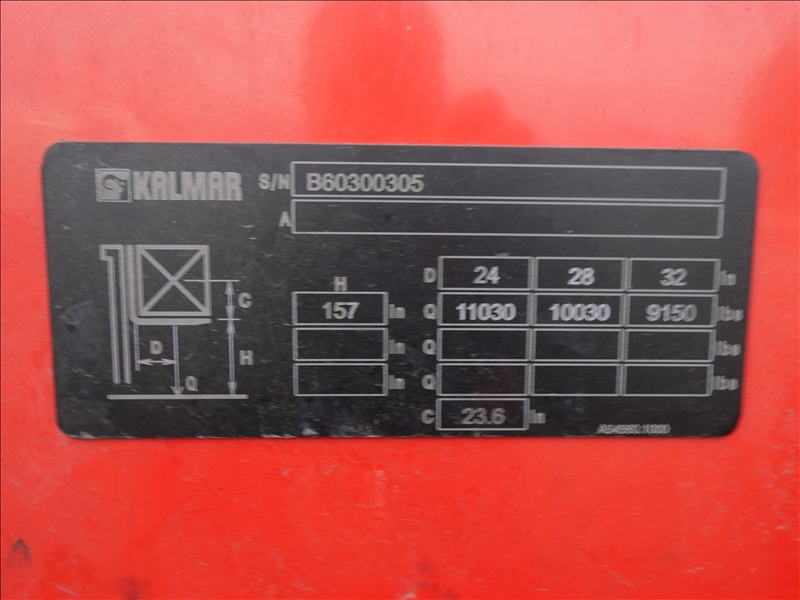 KALMAR
S/N B60300305
A
D 24 28 32 In
H
157 In Q 11030 10030 9150 lbs
In Q lbs
In Q lbs
C 23.6 In
C
D
H
Q